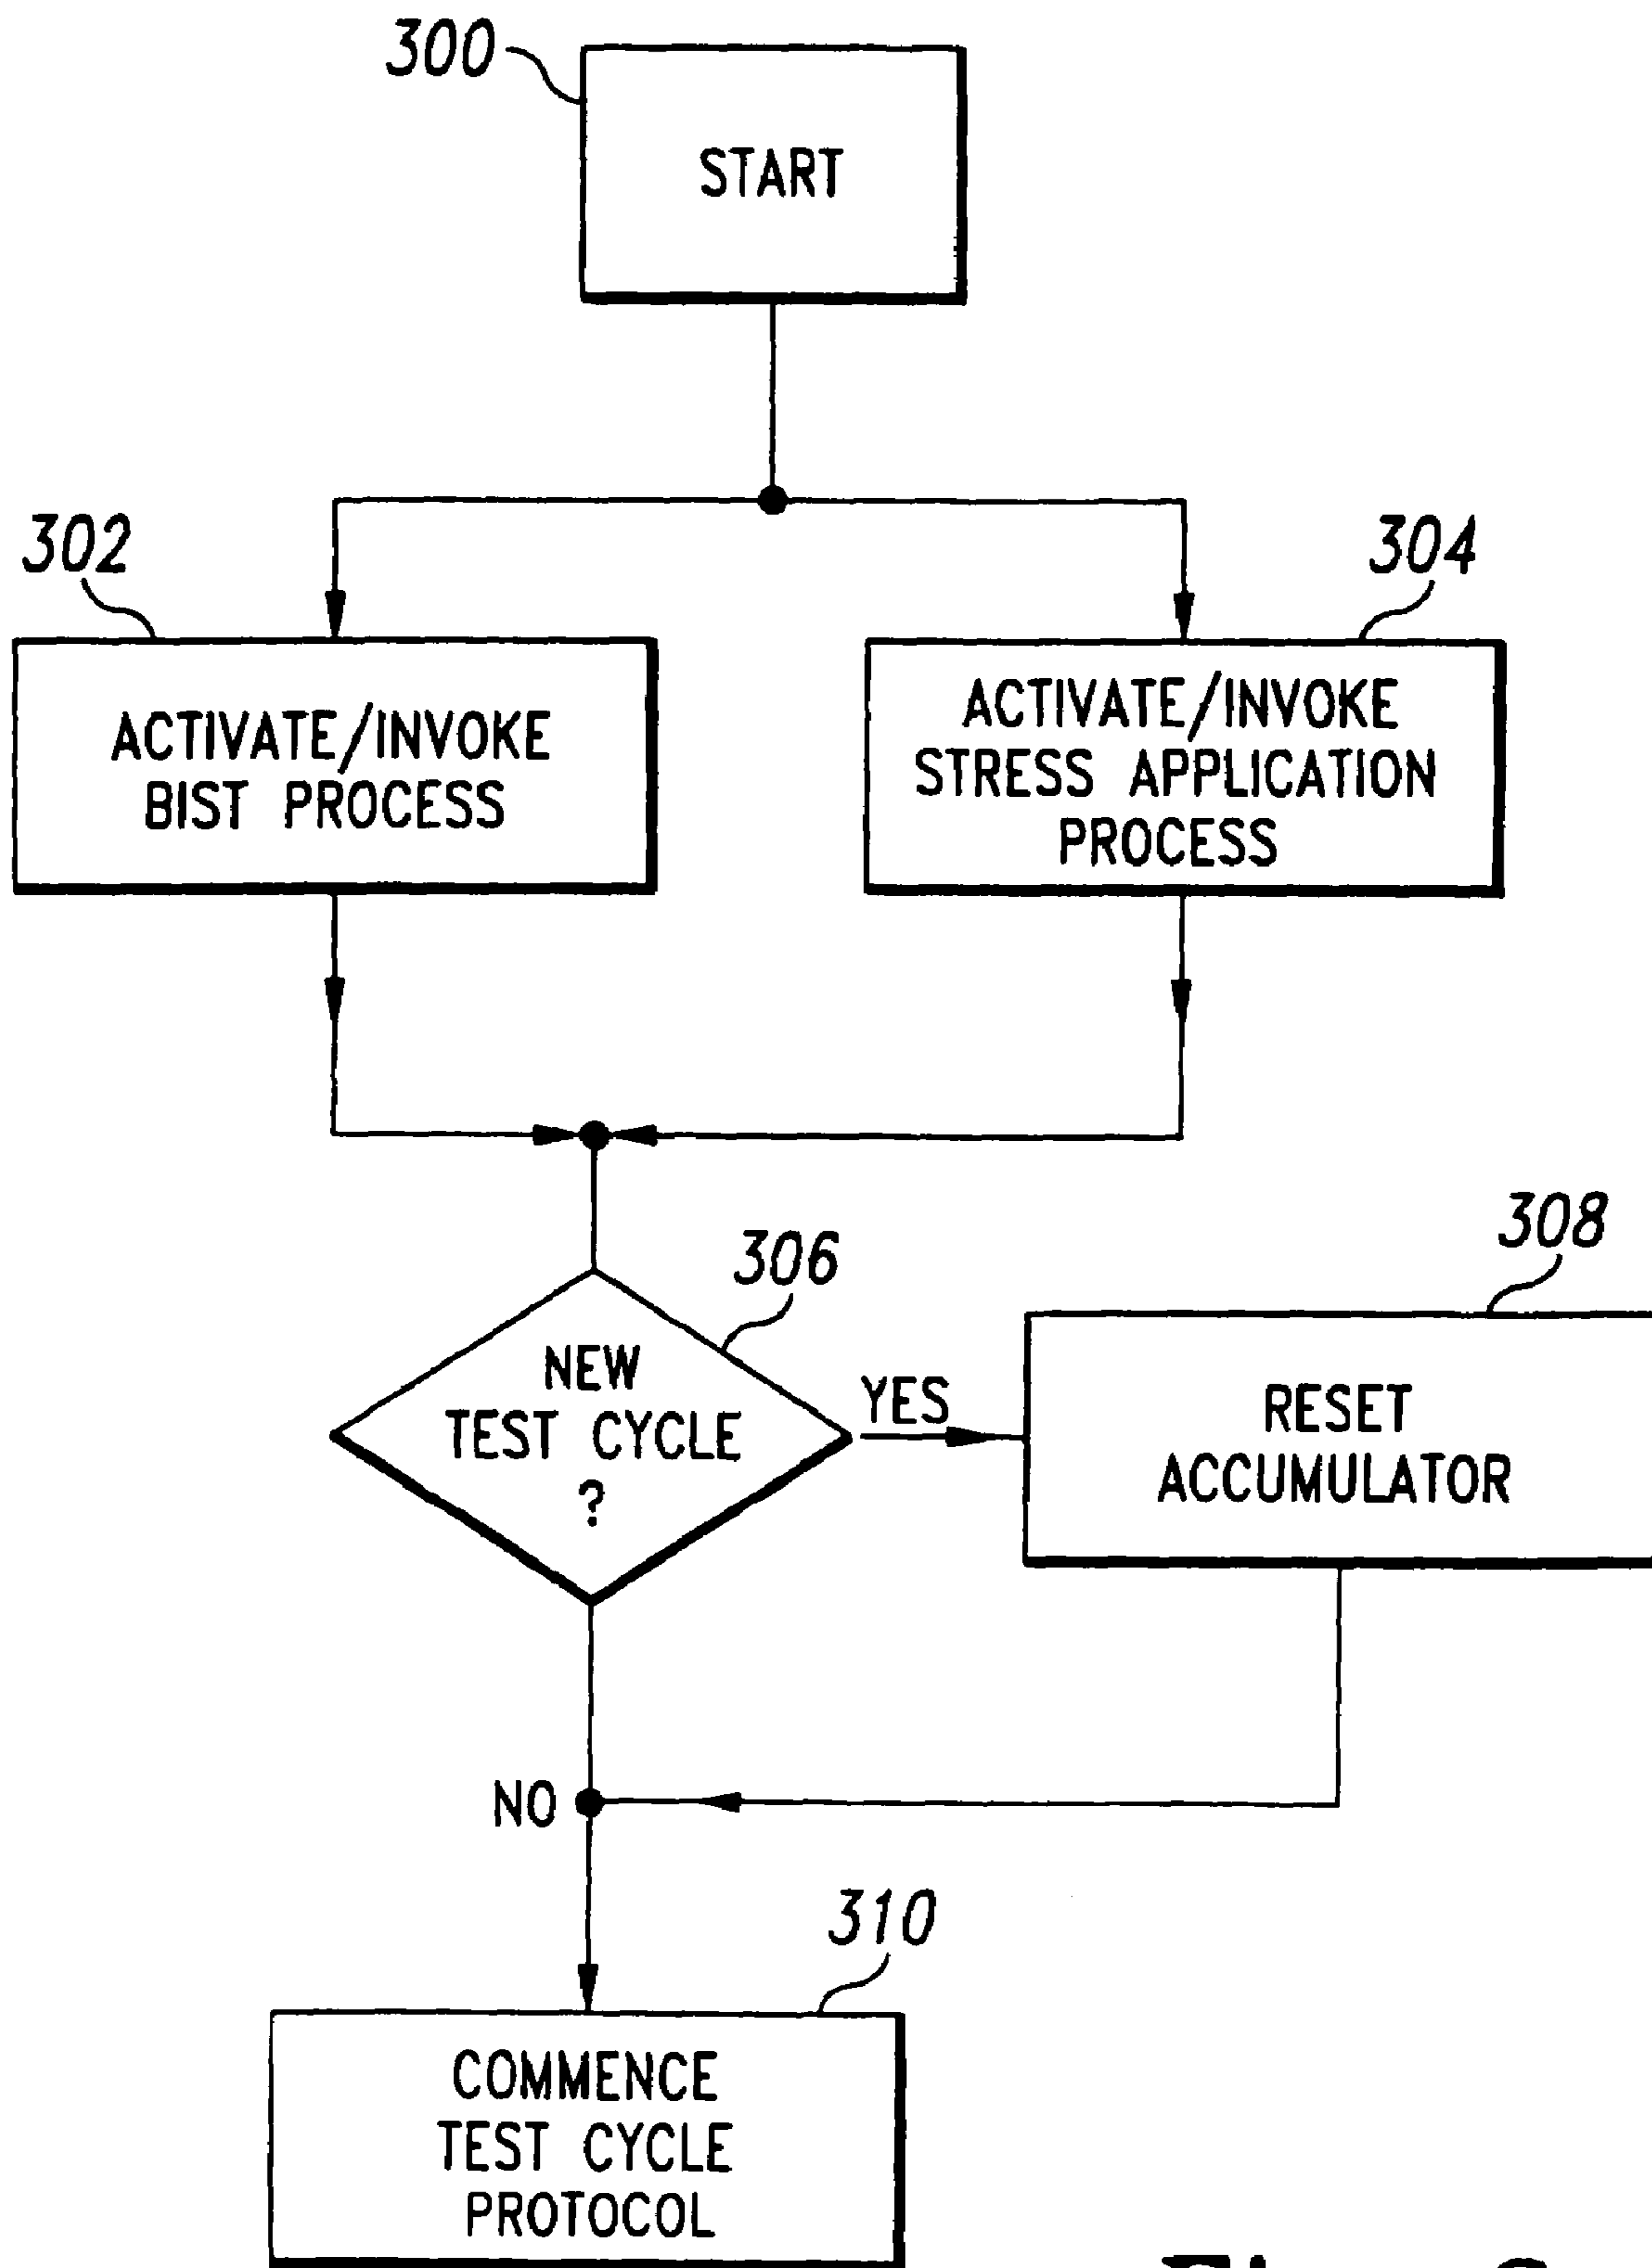 300
START
302
304
ACTIVATE/INVOKE
BIST PROCESS
ACTIVATE/INVOKE
STRESS APPLICATION
PROCESS
306
308
NEW
TEST CYCLE
?
YES
RESET
ACCUMULATOR
NO
310
COMMENCE
TEST CYCLE
PROTOCOL